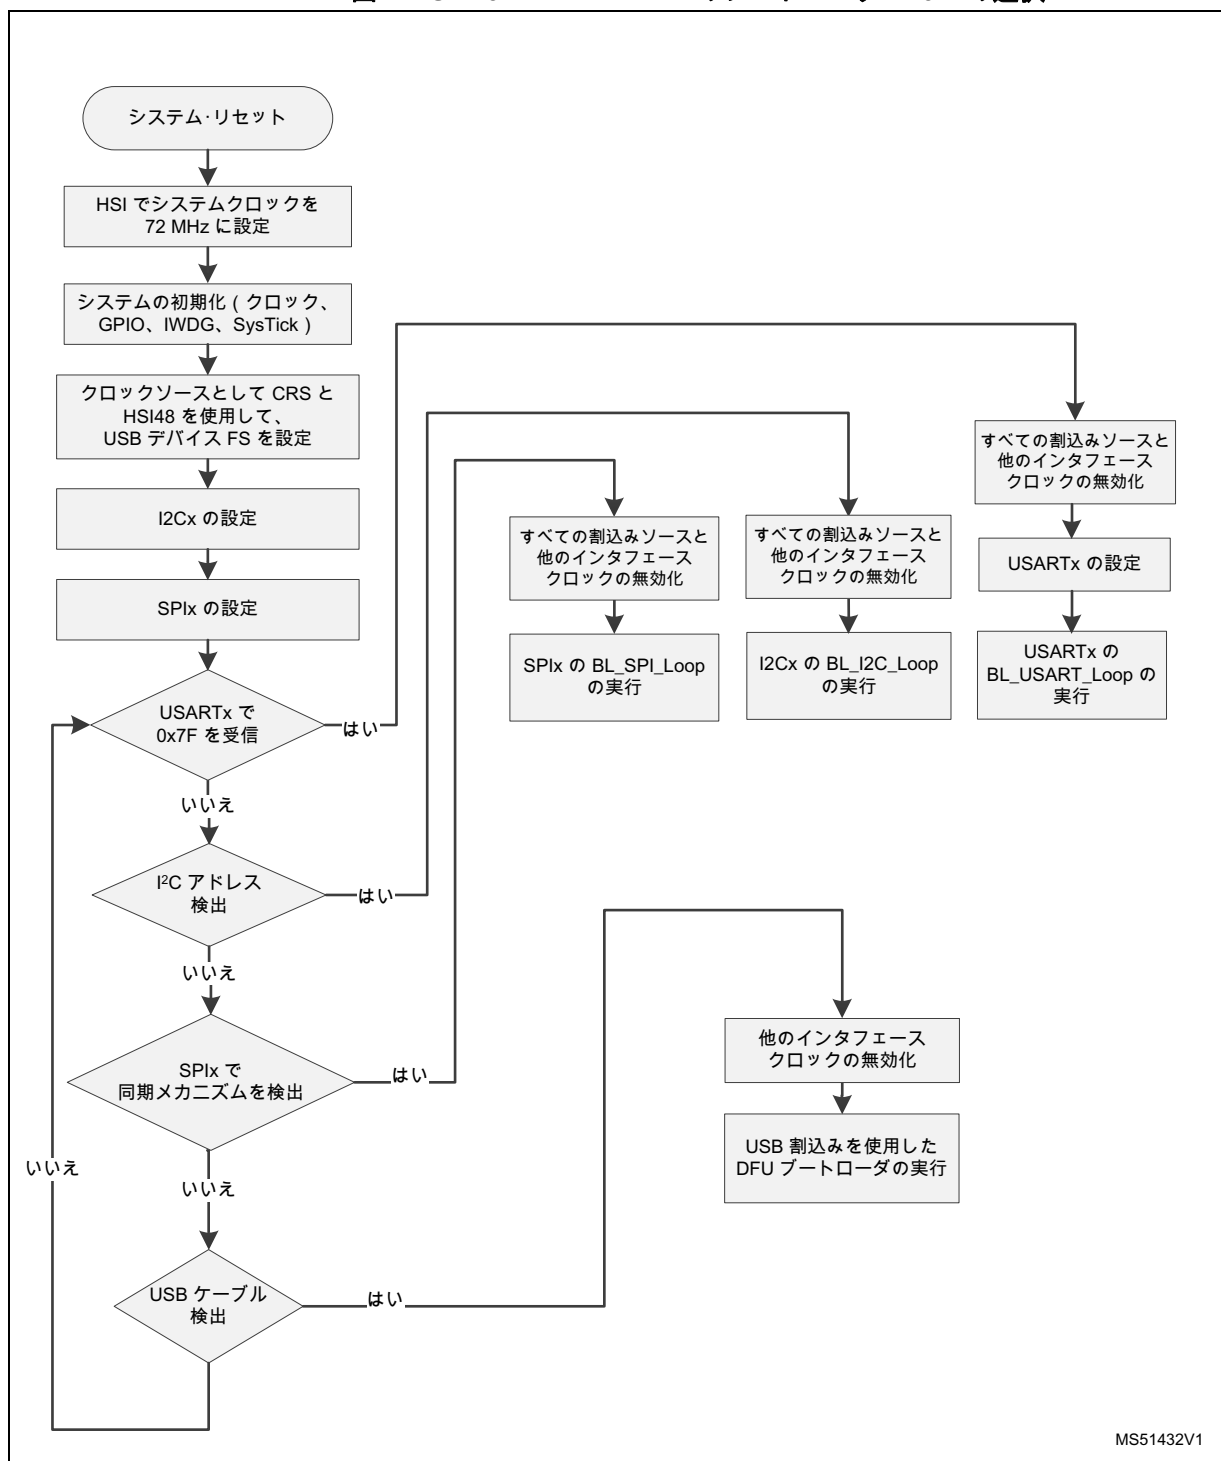 システム･リセット
HSI でシステムクロックを
72 MHz に設定
システムの初期化 ( クロック、
GPIO、IWDG、SysTick )
クロックソースとして CRS と
HSI48 を使用して、
USB デバイス FS を設定
I2Cx の設定
SPIx の設定
USARTx で
0x7F を受信
はい
いいえ
I²C アドレス
検出
はい
いいえ
SPIx で
同期メカニズムを検出
はい
いいえ
いいえ
USB ケーブル
検出
はい
すべての割込みソースと
他のインタフェース
クロックの無効化
SPIx の BL_SPI_Loop
の実行
すべての割込みソースと
他のインタフェース
クロックの無効化
I2Cx の BL_I2C_Loop
の実行
すべての割込みソースと
他のインタフェース
クロックの無効化
USARTx の設定
USARTx の
BL_USART_Loop の
実行
他のインタフェース
クロックの無効化
USB 割込みを使用した
DFU ブートローダの実行
MS51432V1